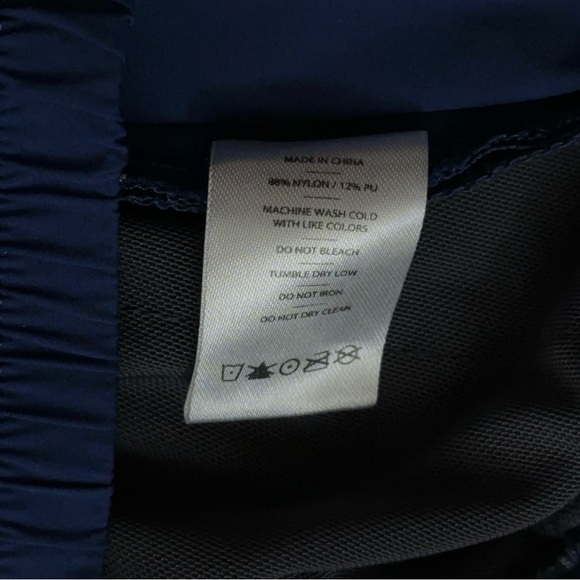 MADE IN CHINA
88% NYLON / 12% PU
MACHINE WASH COLD
WITH LIKE COLORS
DO NOT BLEACH
TUMBLE DRY LOW
DO NOT IRON
DO NOT DRY CLEAN